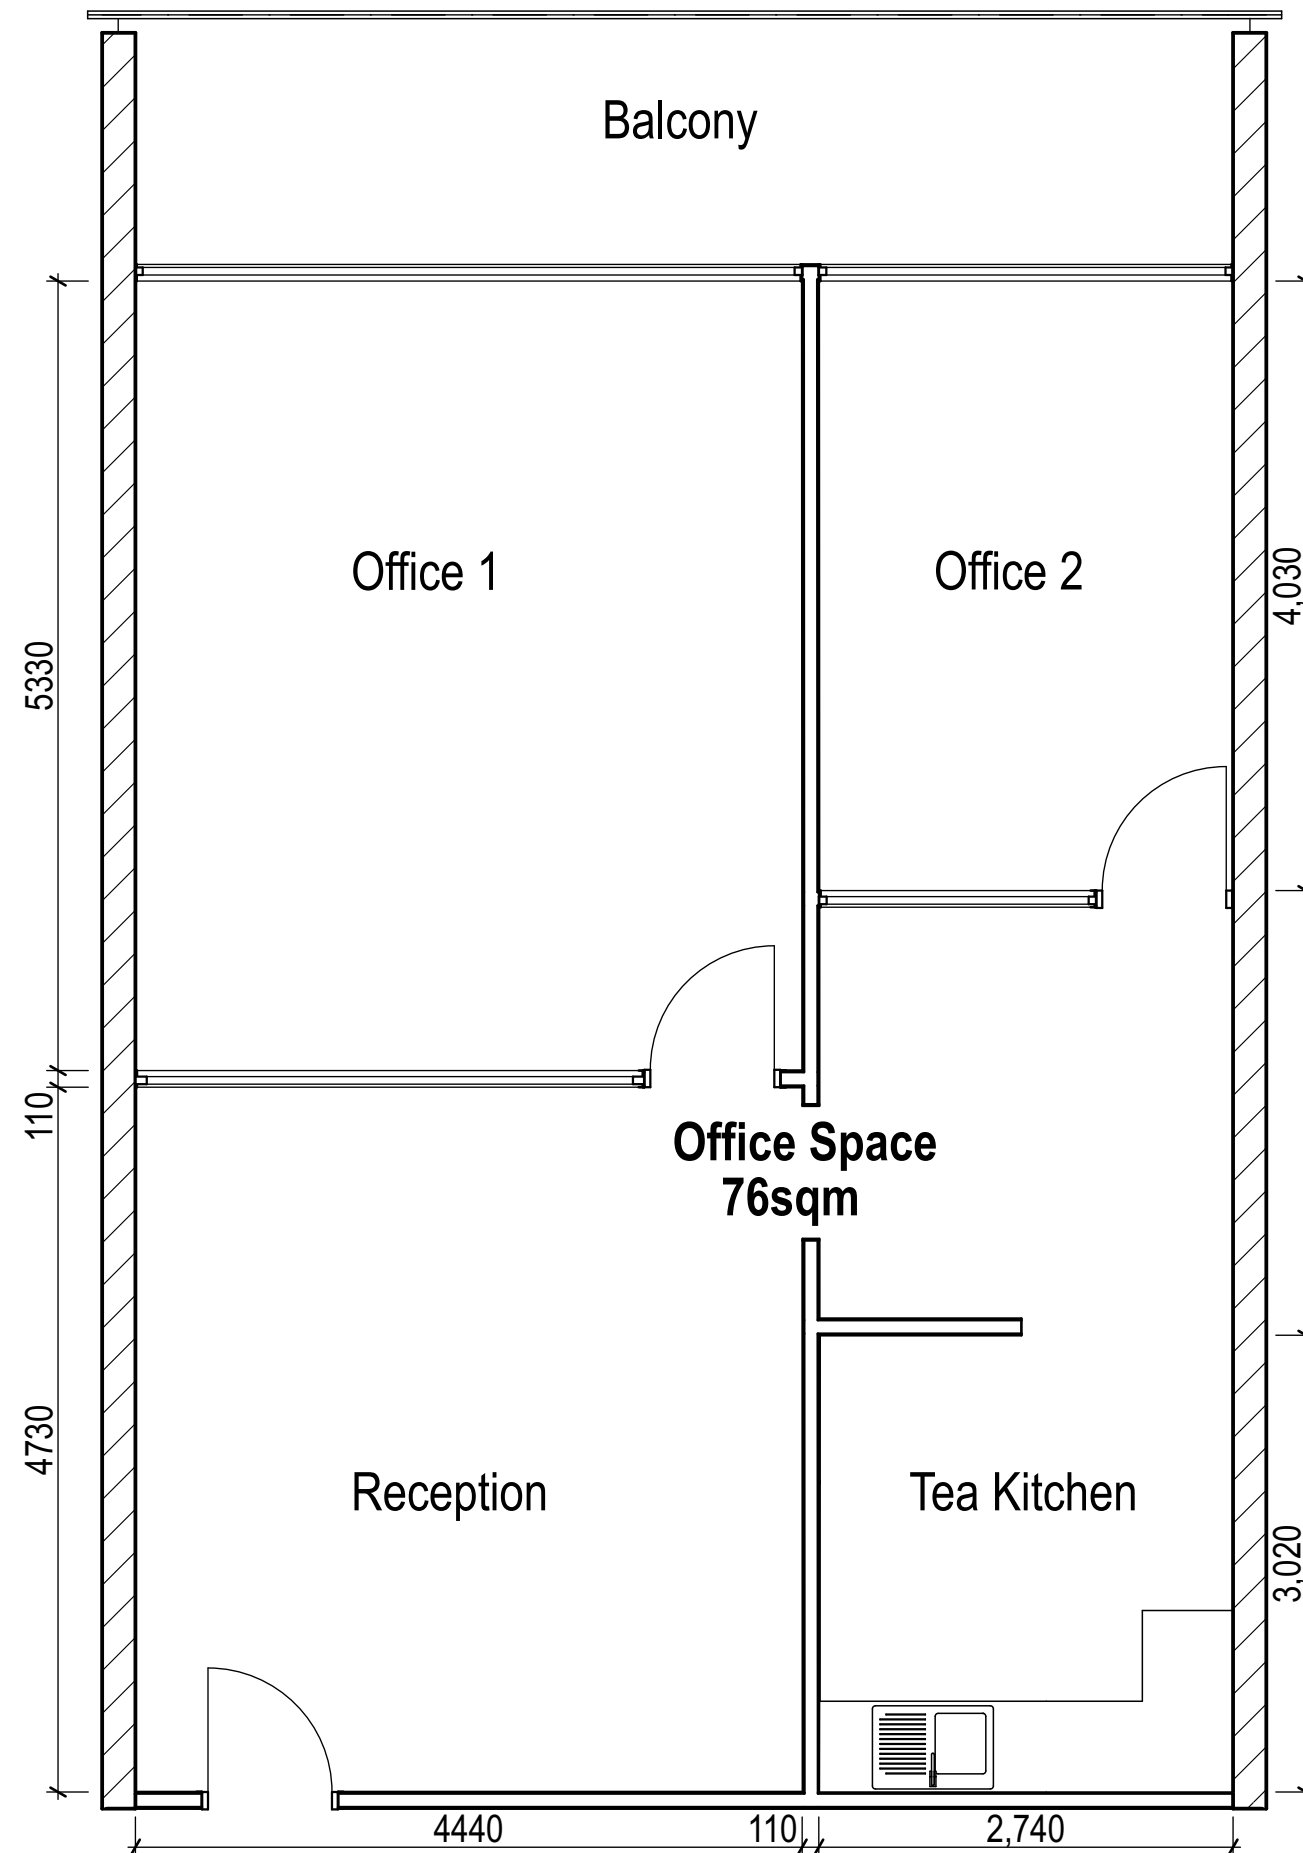 Balcony
Office 1
Office 2
4,030
5330
110
Office Space
76sqm
4730
Reception
Tea Kitchen
3,020
4440
110
2,740